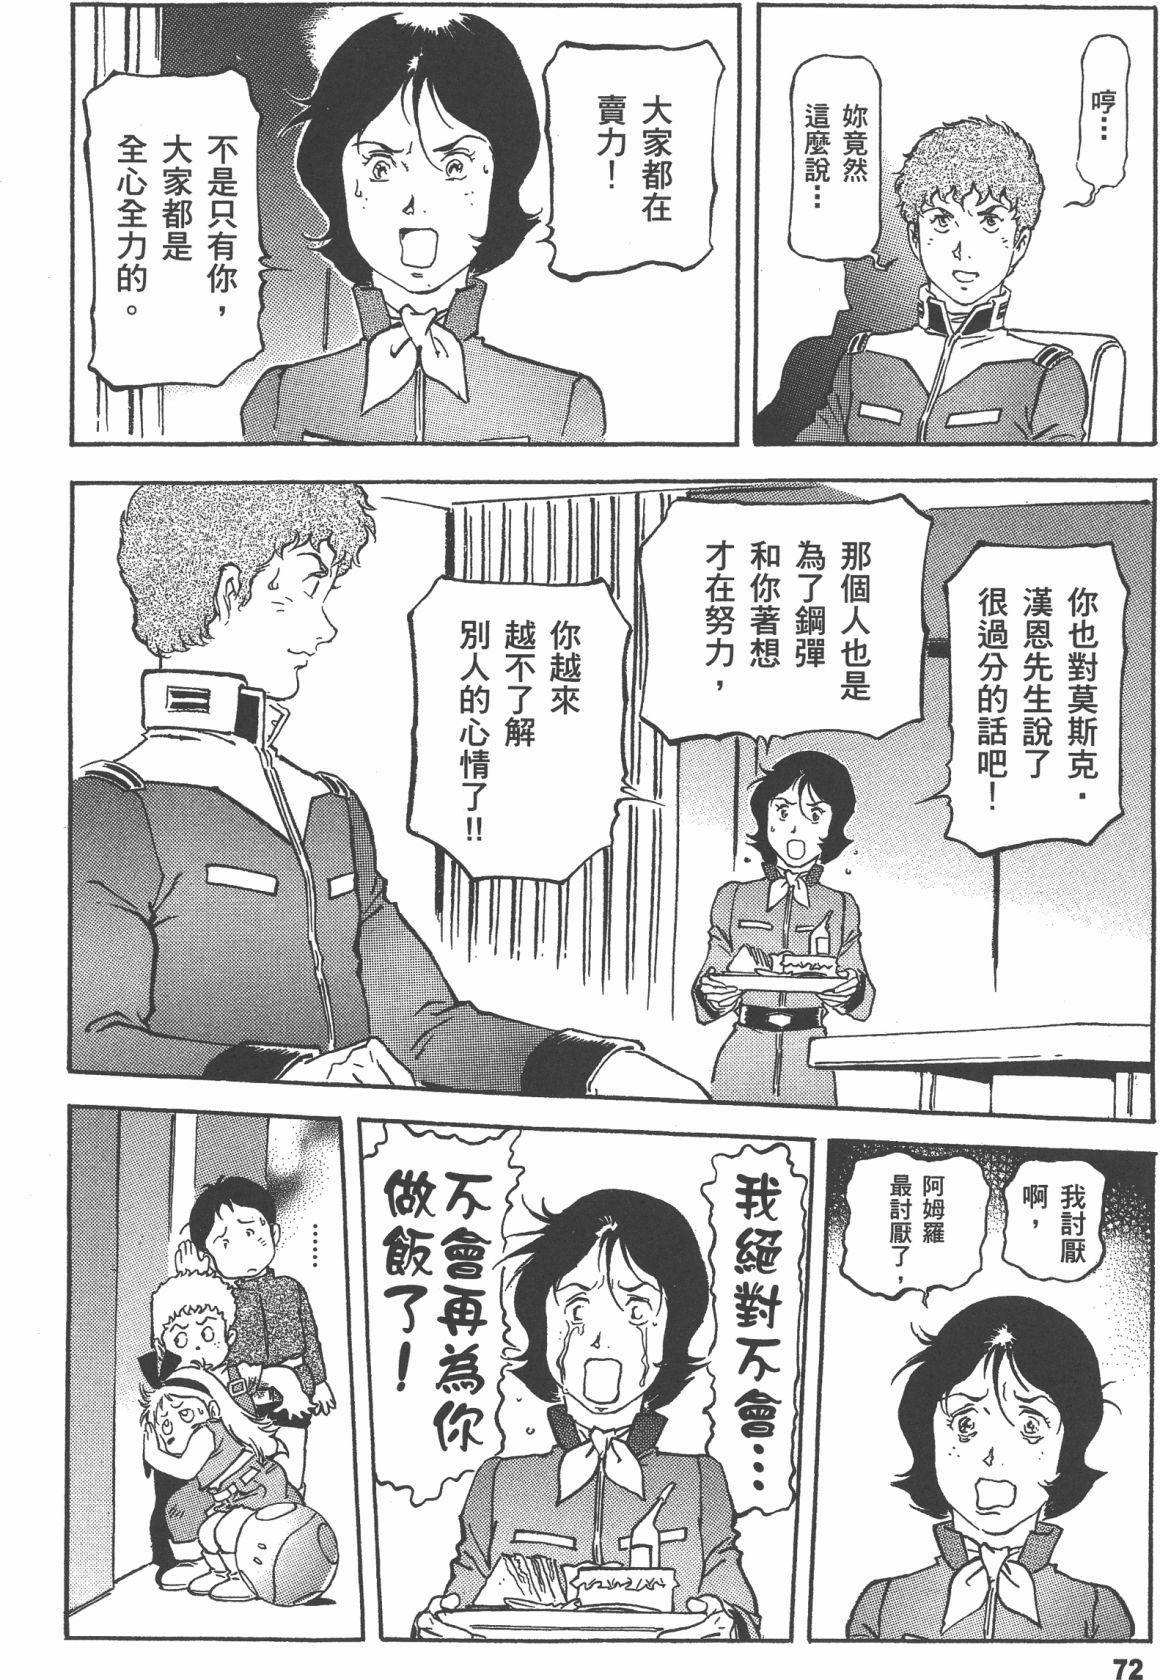 哼…
妳竟然
這麼說…
大家都在
賣力！
不是只有你，
大家都是
全心全力的。
你也對莫斯克．
漢恩先生說了
很過分的話吧！
那個人也是
為了鋼彈
和你著想
才在努力，
你越來
越不了解
別人的心情了!!
我討厭
啊，
阿姆羅
最討厭了，
我絕對不會…
不會再為你
做飯了！
……
72